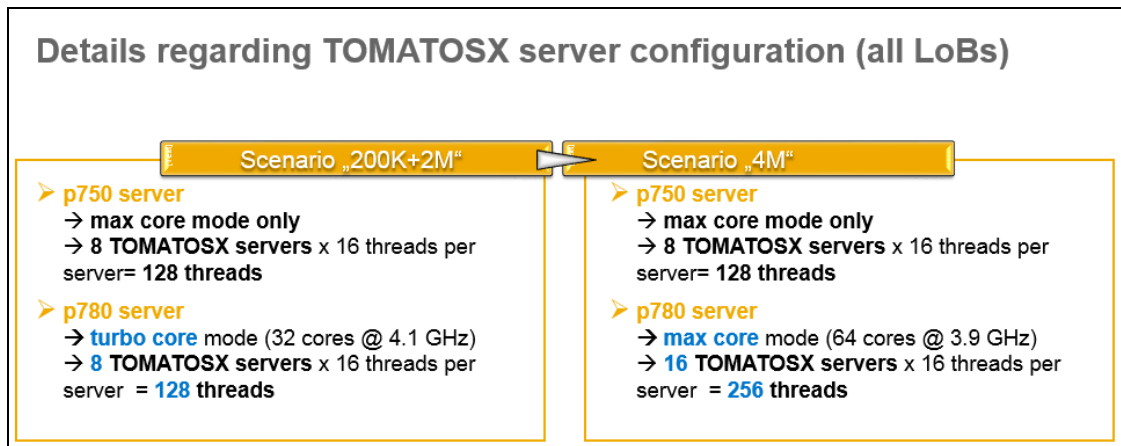 Details regarding TOMATOSX server configuration (all LoBs)
Scenario „200K+2M“
➢ p750 server
→ max core mode only
→ 8 TOMATOSX servers x 16 threads per
server= 128 threads
➢ p780 server
→ turbo core mode (32 cores @ 4.1 GHz)
→ 8 TOMATOSX servers x 16 threads per
server = 128 threads
Scenario „4M“
➢ p750 server
→ max core mode only
→ 8 TOMATOSX servers x 16 threads per
server= 128 threads
➢ p780 server
→ max core mode (64 cores @ 3.9 GHz)
→ 16 TOMATOSX servers x 16 threads per
server = 256 threads